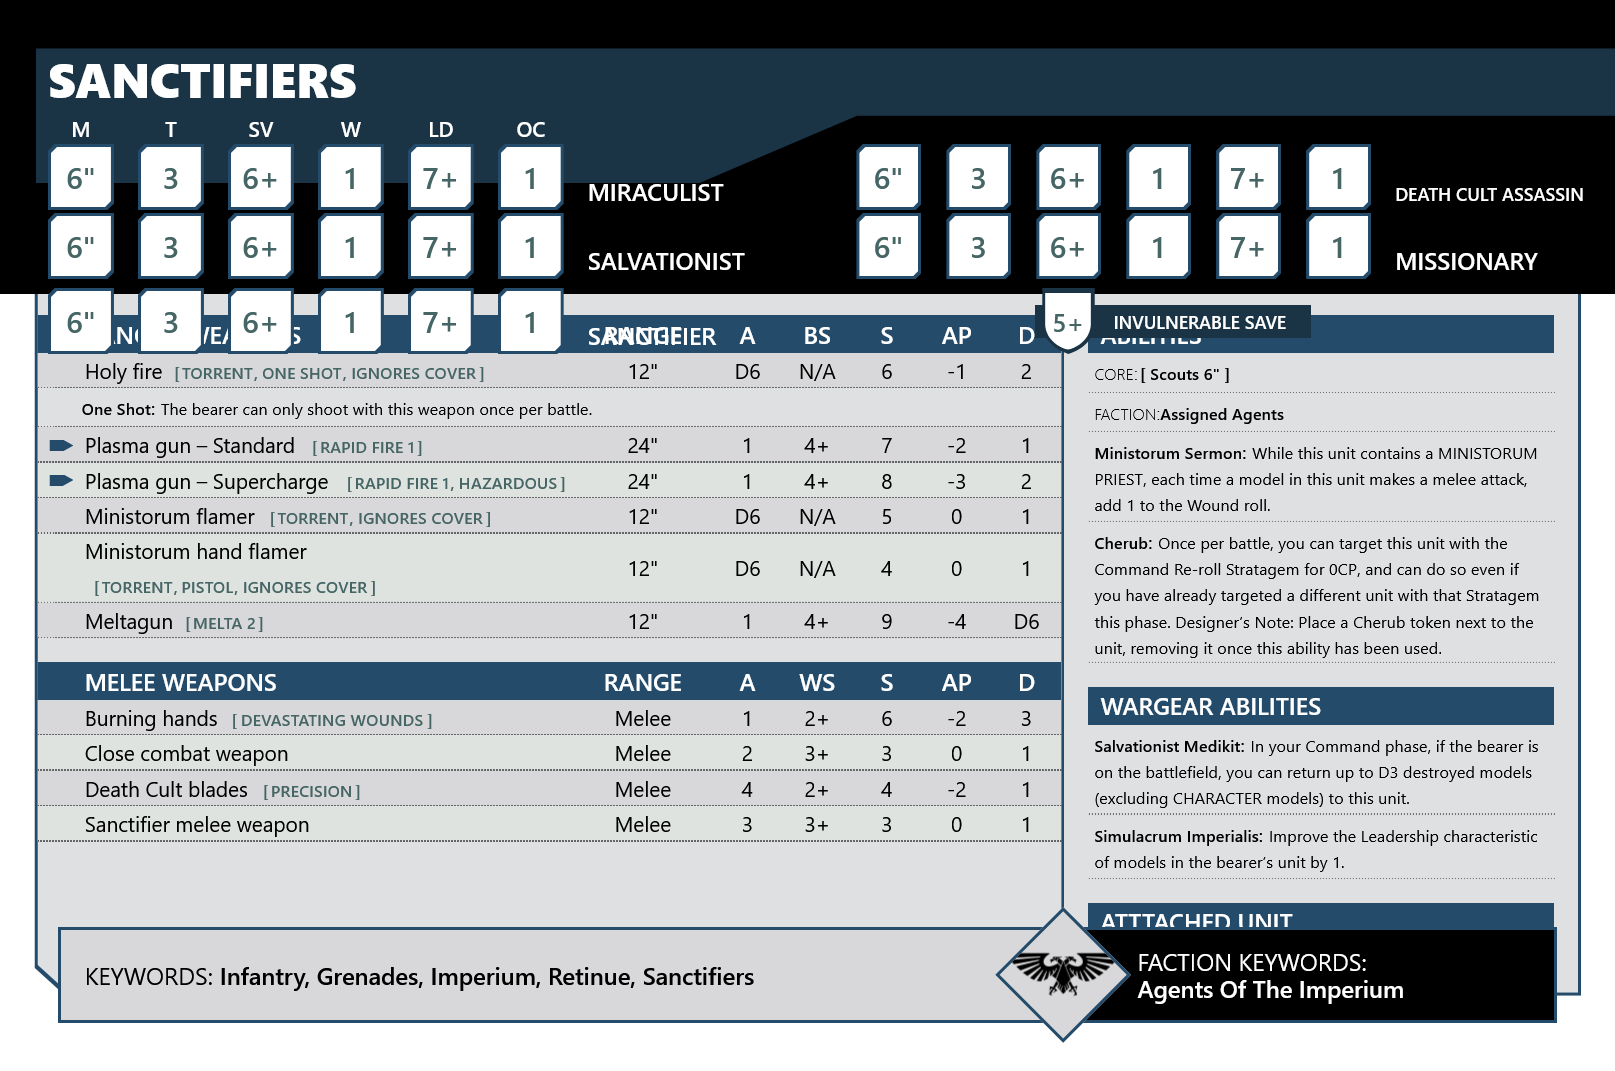 SANCTIFIERS
M T SV W LD OC
6" 3 6+ 1 7+ 1 MIRACULIST 6" 3 6+ 1 7+ 1 DEATH CULT ASSASSIN
6" 3 6+ 1 7+ 1 SALVATIONIST 6" 3 6+ 1 7+ 1 MISSIONARY
6" 3 6+ 1 7+ 1 SANCTIFIER
RANGE A BS S AP D
Holy fire [TORRENT, ONE SHOT, IGNORES COVER] 12" D6 N/A 6 -1 2
One Shot: The bearer can only shoot with this weapon once per battle.
Plasma gun – Standard [RAPID FIRE 1] 24" 1 4+ 7 -2 1
Plasma gun – Supercharge [RAPID FIRE 1, HAZARDOUS] 24" 1 4+ 8 -3 2
Ministorum flamer [TORRENT, IGNORES COVER] 12" D6 N/A 5 0 1
Ministorum hand flamer
[TORRENT, PISTOL, IGNORES COVER] 12" D6 N/A 4 0 1
Meltagun [MELTA 2] 12" 1 4+ 9 -4 D6
MELEE WEAPONS RANGE A WS S AP D
Burning hands [DEVASTATING WOUNDS] Melee 1 2+ 6 -2 3
Close combat weapon Melee 2 3+ 3 0 1
Death Cult blades [PRECISION] Melee 4 2+ 4 -2 1
Sanctifier melee weapon Melee 3 3+ 3 0 1
5+ INVULNERABLE SAVE
ABILITIES
CORE: [ Scouts 6" ]
FACTION:Assigned Agents
Ministorum Sermon: While this unit contains a MINISTORUM
PRIEST, each time a model in this unit makes a melee attack,
add 1 to the Wound roll.
Cherub: Once per battle, you can target this unit with the
Command Re-roll Stratagem for 0CP, and can do so even if
you have already targeted a different unit with that Stratagem
this phase. Designer’s Note: Place a Cherub token next to the
unit, removing it once this ability has been used.
WARGEAR ABILITIES
Salvationist Medikit: In your Command phase, if the bearer is
on the battlefield, you can return up to D3 destroyed models
(excluding CHARACTER models) to this unit.
Simulacrum Imperialis: Improve the Leadership characteristic
of models in the bearer’s unit by 1.
ATTTACHED UNIT
KEYWORDS: Infantry, Grenades, Imperium, Retinue, Sanctifiers
FACTION KEYWORDS:
Agents Of The Imperium